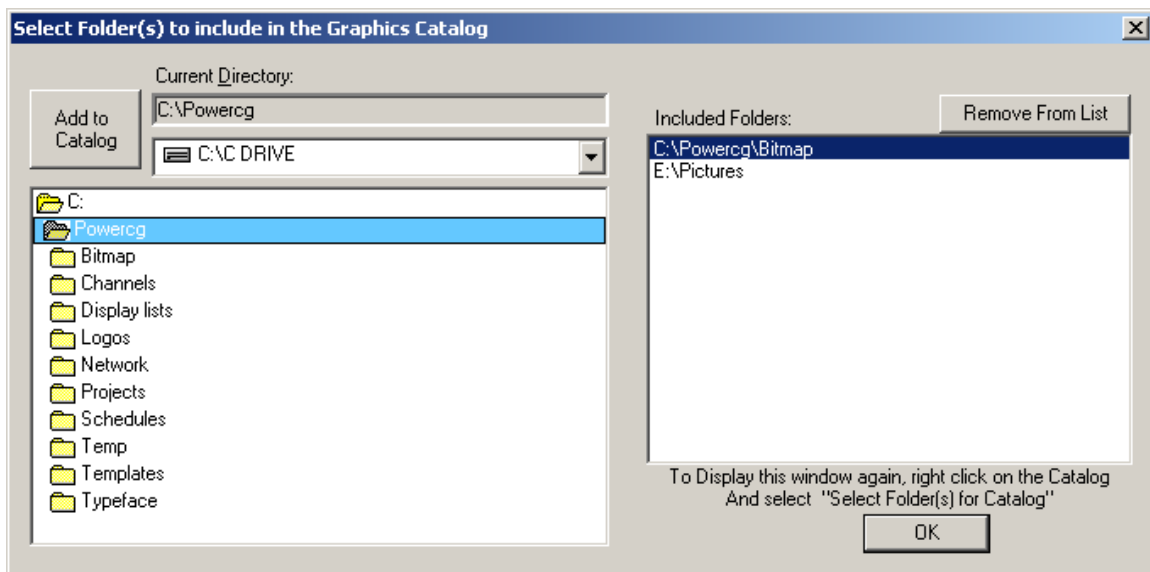 Select Folder(s) to include in the Graphics Catalog
Current Directory:
Add to
Catalog
C:\Powercg
C:\C DRIVE
C:
Powercg
Bitmap
Channels
Display lists
Logos
Network
Projects
Schedules
Temp
Templates
Typeface
Included Folders:
Remove From List
C:\Powercg\Bitmap
E:\Pictures
To Display this window again, right click on the Catalog
And select "Select Folder(s) for Catalog"
OK